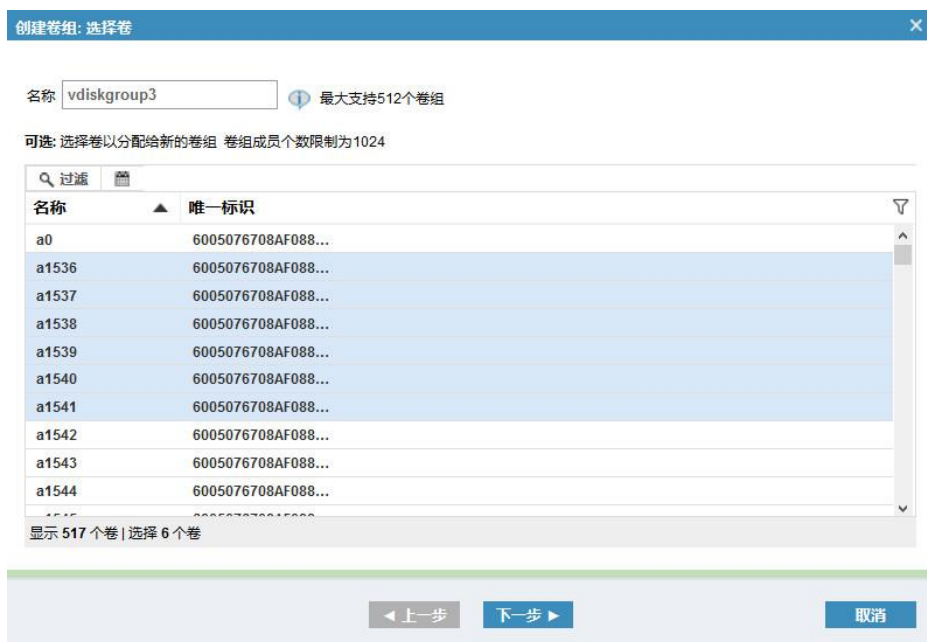 创建卷组: 选择卷
名称 vdiskgroup3 最大支持512个卷组
可选: 选择卷以分配给新的卷组 卷组成员个数限制为1024
过滤
名称 唯一标识
a0 6005076708AF088...
a1536 6005076708AF088...
a1537 6005076708AF088...
a1538 6005076708AF088...
a1539 6005076708AF088...
a1540 6005076708AF088...
a1541 6005076708AF088...
a1542 6005076708AF088...
a1543 6005076708AF088...
a1544 6005076708AF088...
显示 517 个卷 | 选择 6 个卷
上一步 下一步 取消